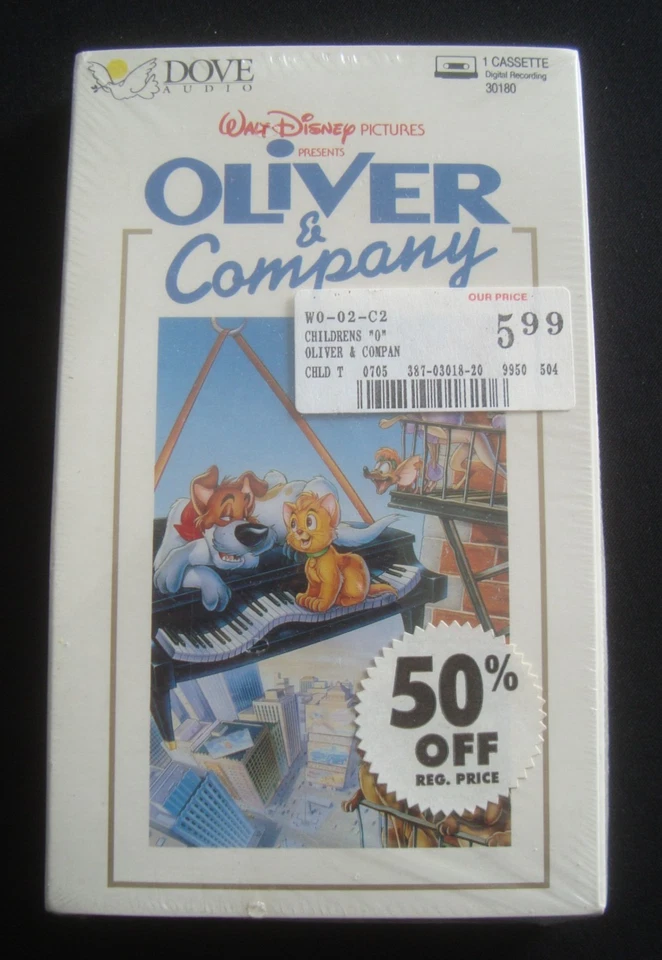 DOVE
AUDIO
1 CASSETTE
Digital Recording
30180
WALT DISNEY PICTURES
PRESENTS
OLIVER
&
Company
OUR PRICE
WO-02-C2
5 99
CHILDRENS "O"
OLIVER & COMPAN
CHLD T 0705 387-03018-20 9950 504
50%
OFF
REG. PRICE